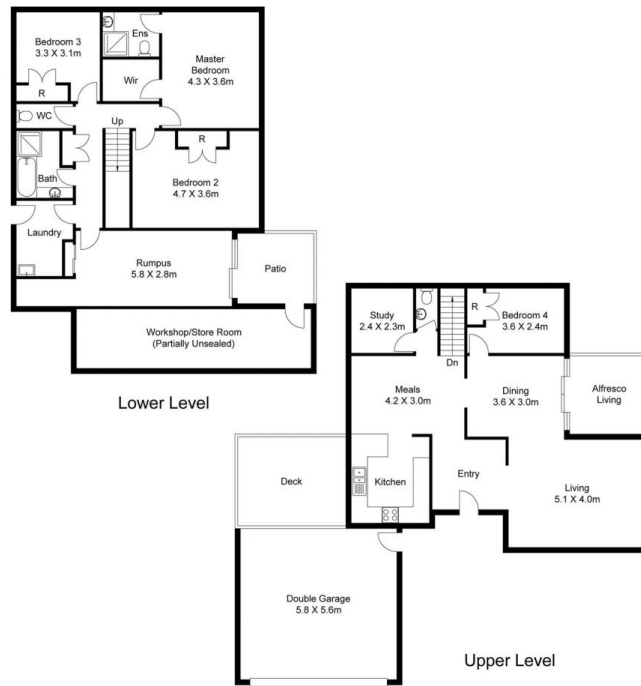 Bedroom 3
3.3 X 3.1m
R
Ens
Wir
Master
Bedroom
4.3 X 3.6m
WC
Up
Bath
R
Bedroom 2
4.7 X 3.6m
Laundry
Rumpus
5.8 X 2.8m
Patio
Workshop/Store Room
(Partially Unsealed)
Lower Level
Study
2.4 X 2.3m
R
Bedroom 4
3.6 X 2.4m
Dn
Meals
4.2 X 3.0m
Dining
3.6 X 3.0m
Alfresco
Living
Deck
Kitchen
Entry
Living
5.1 X 4.0m
Double Garage
5.8 X 5.6m
Upper Level